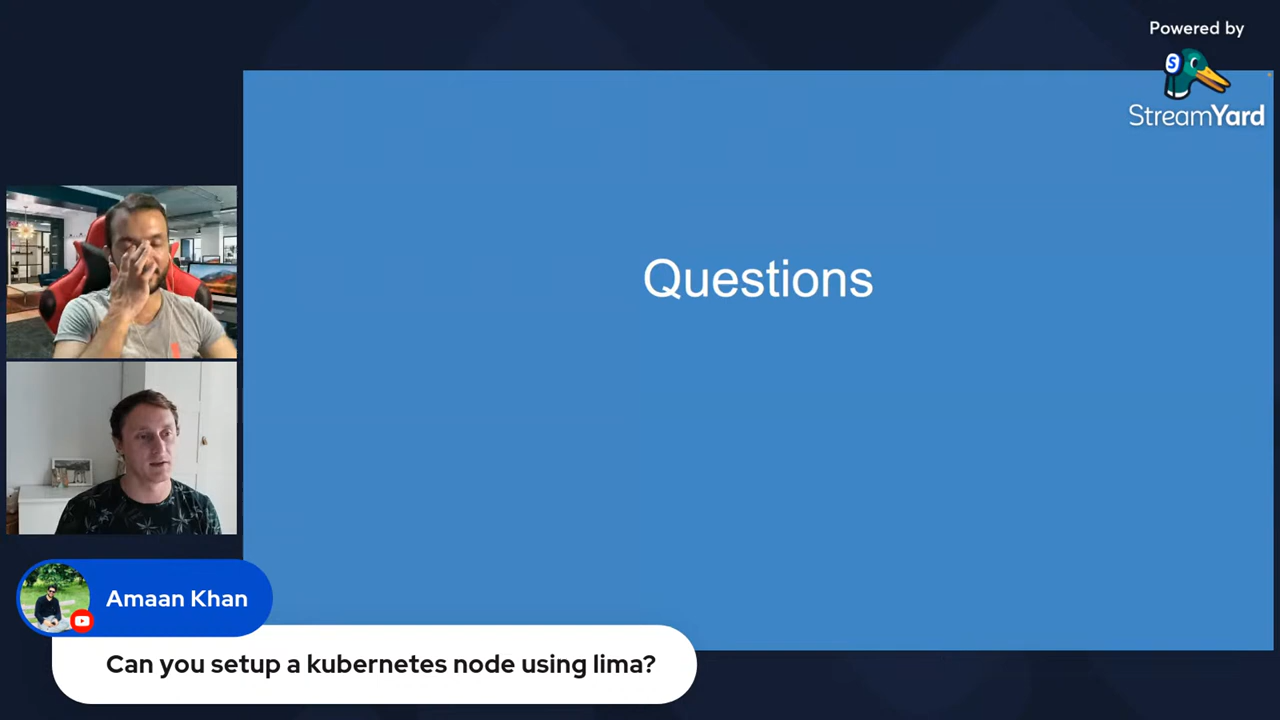 Powered by
StreamYard
Questions
Amaan Khan
Can you setup a kubernetes node using lima?